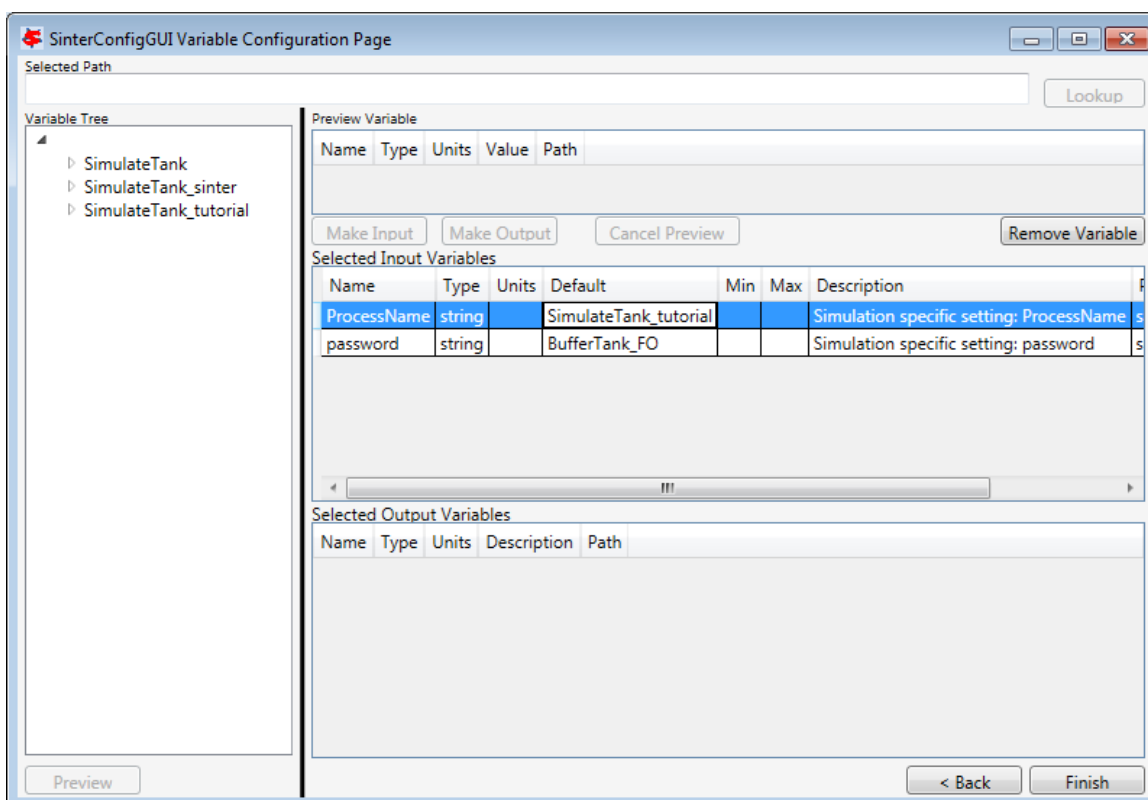 SinterConfigGUI Variable Configuration Page
Selected Path
Lookup
Variable Tree
SimulateTank
SimulateTank_sinter
SimulateTank_tutorial
Preview
Preview Variable
Name Type Units Value Path
Make Input Make Output Cancel Preview Remove Variable
Selected Input Variables
Name Type Units Default Min Max Description
ProcessName string SimulateTank_tutorial Simulation specific setting: ProcessName s
password string BufferTank_FO Simulation specific setting: password s
Selected Output Variables
Name Type Units Description Path
< Back Finish